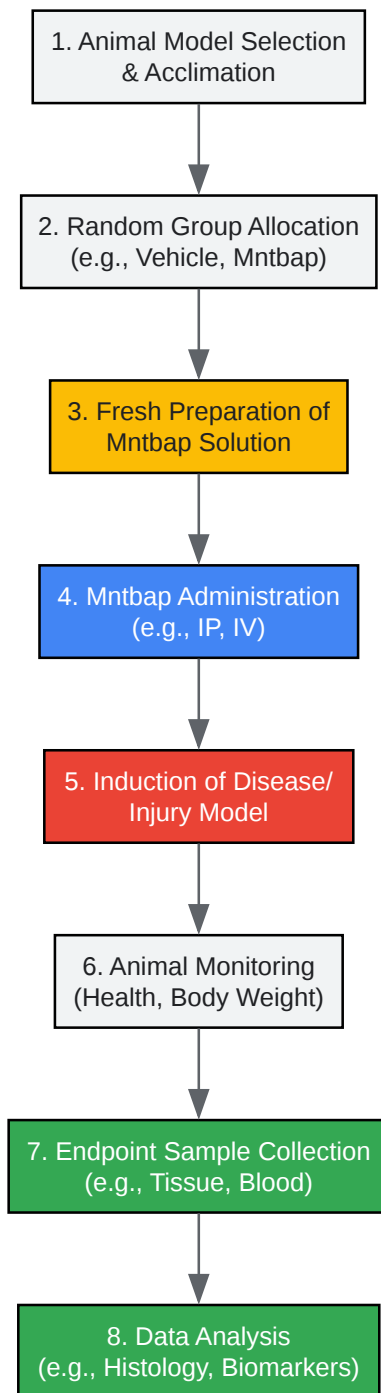 1. Animal Model Selection
& Acclimation
2. Random Group Allocation
(e.g., Vehicle, Mntbap)
3. Fresh Preparation of
Mntbap Solution
4. Mntbap Administration
(e.g., IP, IV)
5. Induction of Disease/
Injury Model
6. Animal Monitoring
(Health, Body Weight)
7. Endpoint Sample Collection
(e.g., Tissue, Blood)
8. Data Analysis
(e.g., Histology, Biomarkers)